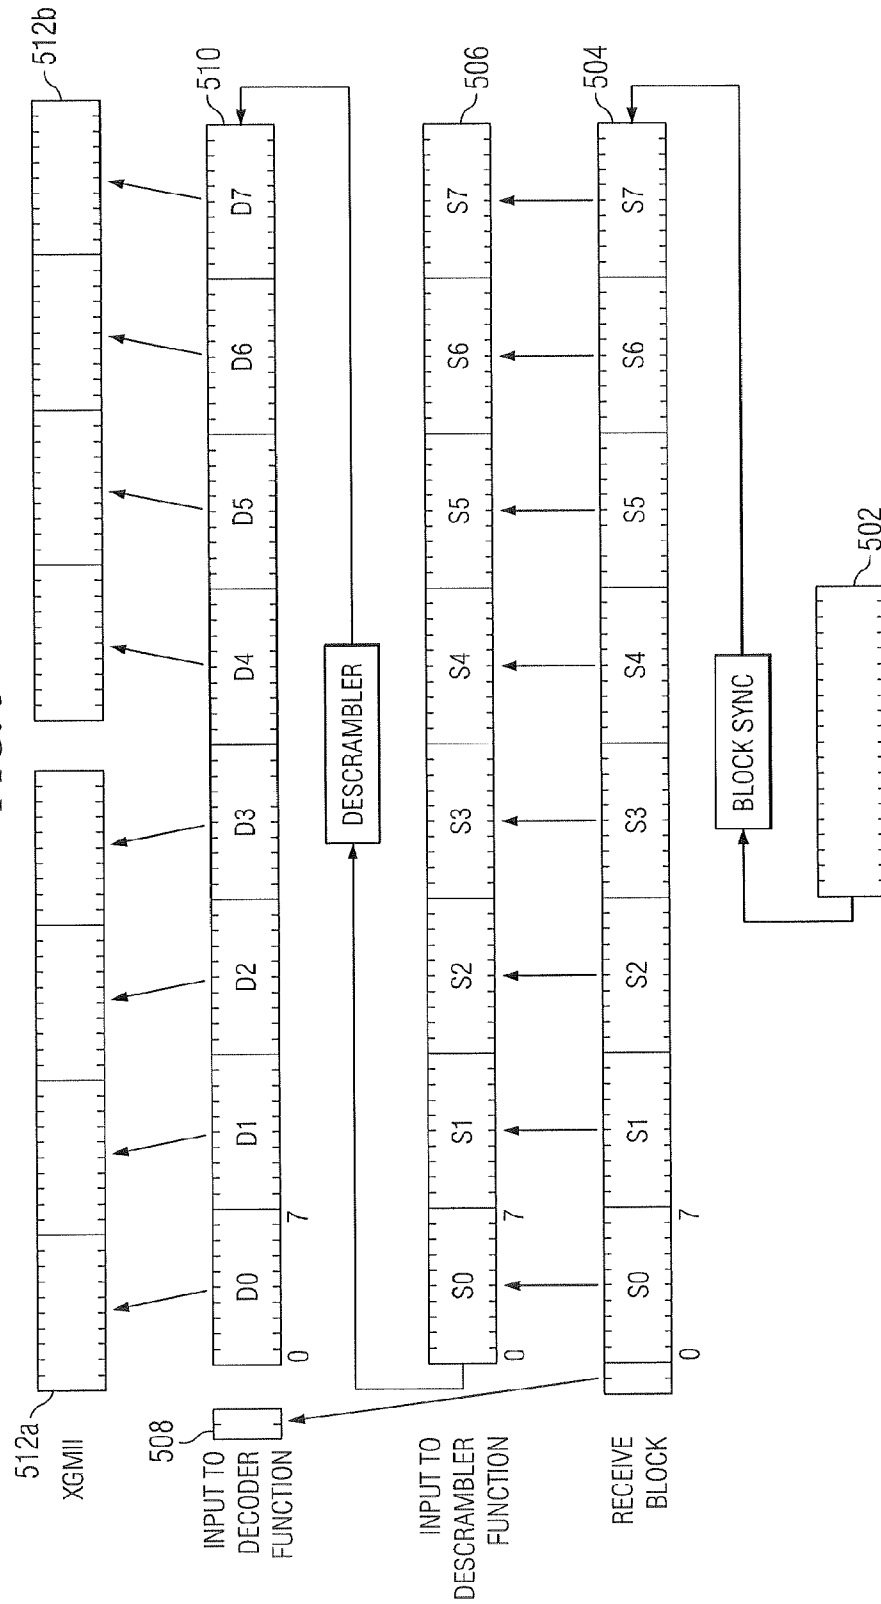 512a
512b
XGMII
508
510
INPUT TO
DECODER
FUNCTION
D0 D1 D2 D3 D4 D5 D6 D7
0 7
DESCRAMBLER
506
INPUT TO
DESCRAMBLER
FUNCTION
S0 S1 S2 S3 S4 S5 S6 S7
0 7
504
RECEIVE
BLOCK
S0 S1 S2 S3 S4 S5 S6 S7
0 7
BLOCK SYNC
502